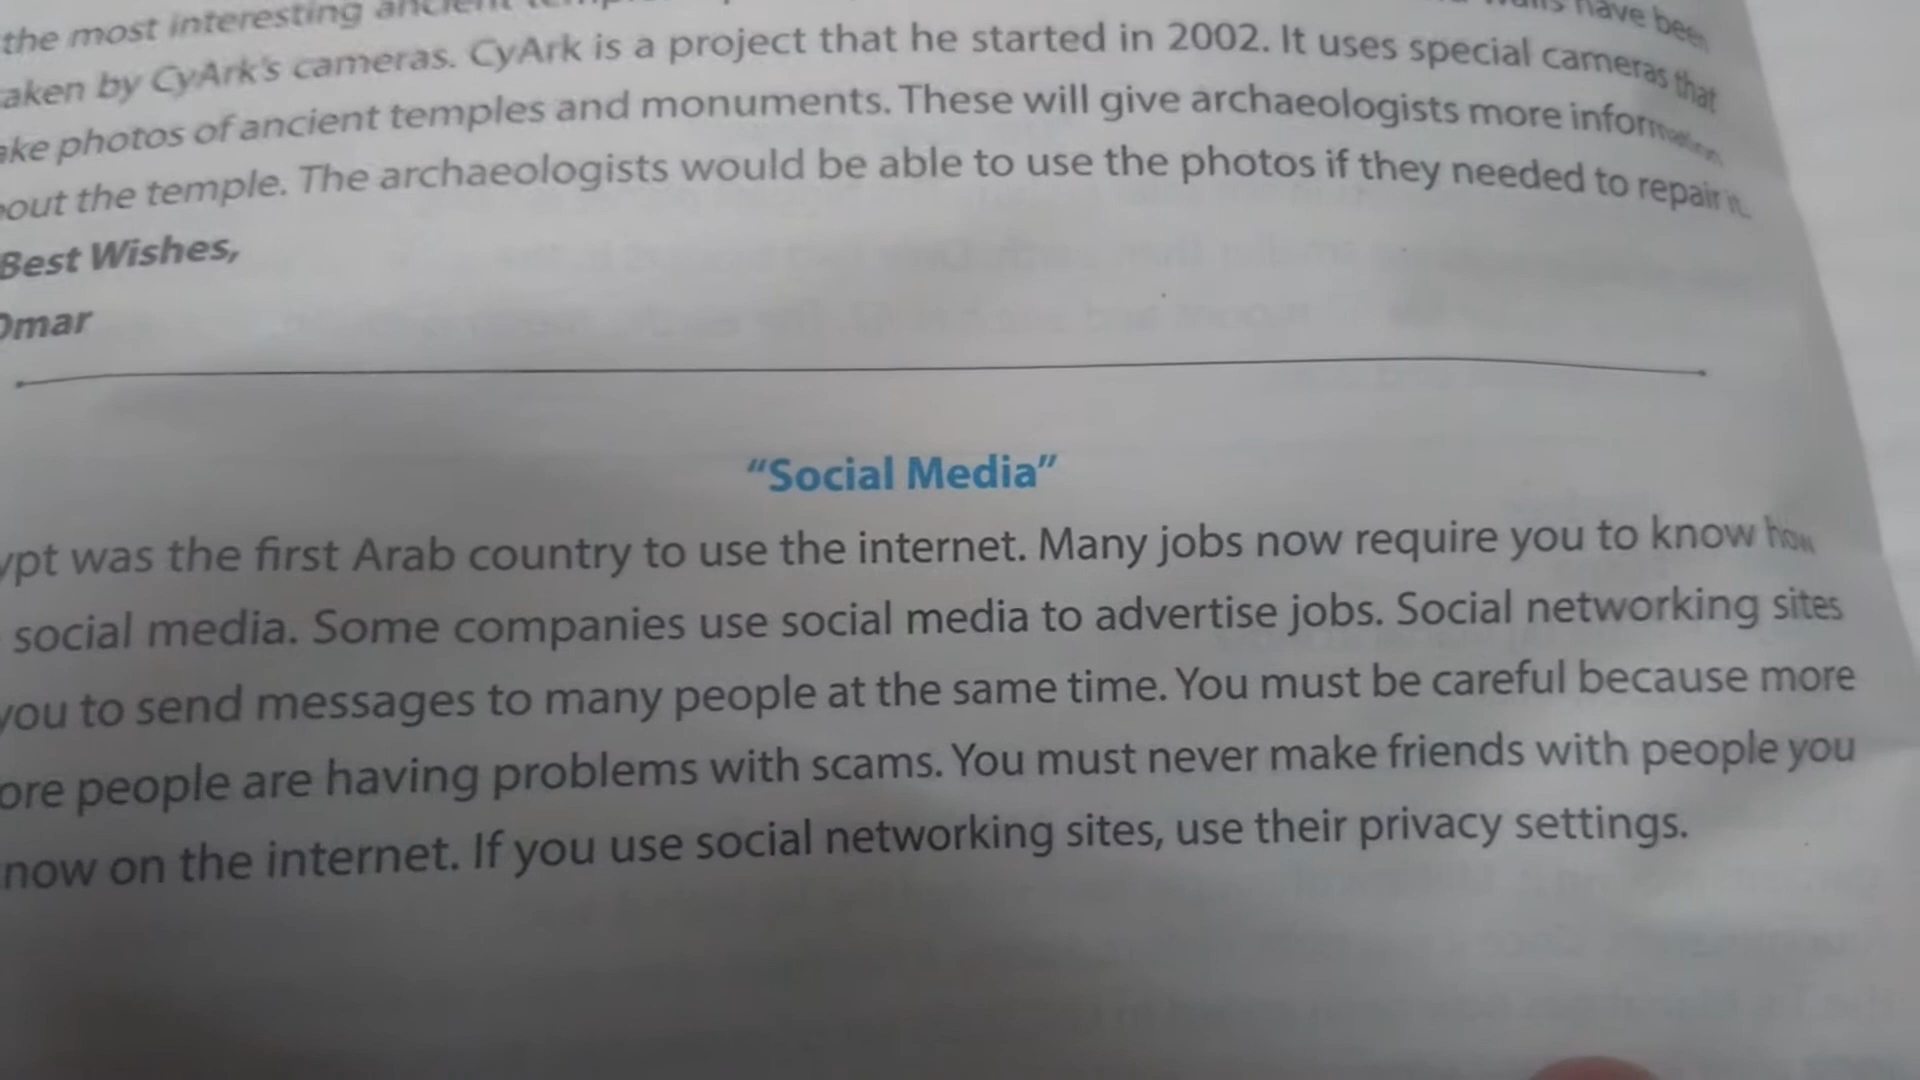 the most interesting ancient
aken by CyArk's cameras. CyArk is a project that he started in 2002. It uses special cameras that
ake photos of ancient temples and monuments. These will give archaeologists more information
out the temple. The archaeologists would be able to use the photos if they needed to repair it.
Best Wishes,
Omar
"Social Media"
ypt was the first Arab country to use the internet. Many jobs now require you to know how
social media. Some companies use social media to advertise jobs. Social networking sites
you to send messages to many people at the same time. You must be careful because more
ore people are having problems with scams. You must never make friends with people you
now on the internet. If you use social networking sites, use their privacy settings.